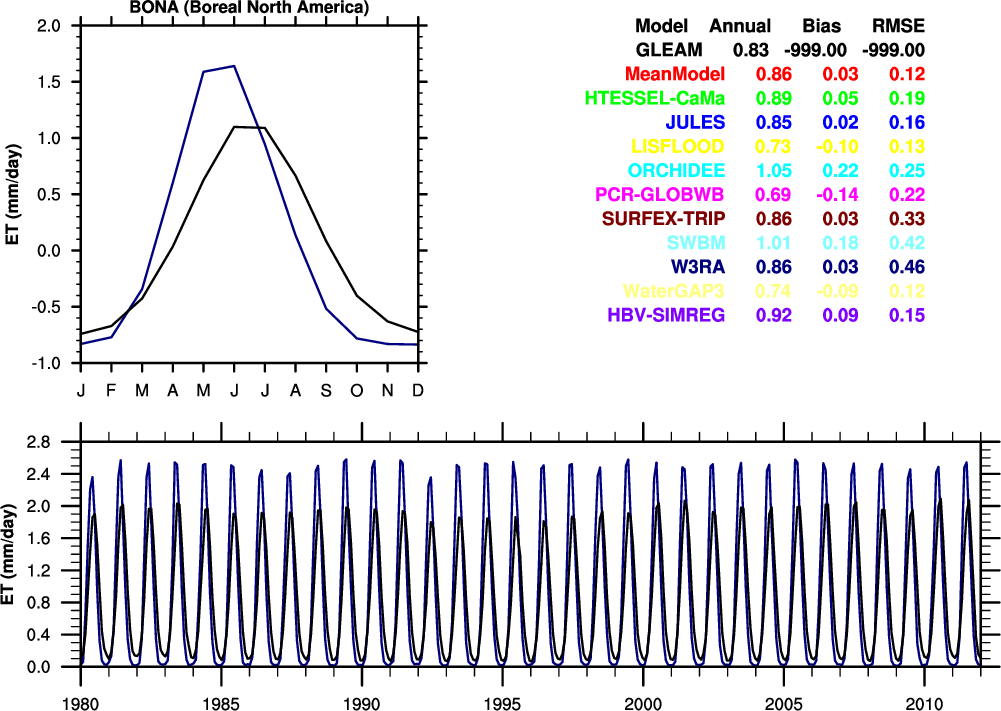 BONA (Boreal North America)
2.0
1.5
1.0
0.5
0.0
-0.5
-1.0
ET (mm/day)
J F M A M J J A S O N D
Model Annual Bias RMSE
GLEAM 0.83 -999.00 -999.00
MeanModel 0.86 0.03 0.12
HTESSEL-CaMa 0.89 0.05 0.19
JULES 0.85 0.02 0.16
LISFLOOD 0.73 -0.10 0.13
ORCHIDEE 1.05 0.22 0.25
PCR-GLOBWB 0.69 -0.14 0.22
SURFEX-TRIP 0.86 0.03 0.33
SWBM 1.01 0.18 0.42
W3RA 0.86 0.03 0.46
WaterGAP3 0.74 -0.09 0.12
HBV-SIMREG 0.92 0.09 0.15
2.8
2.4
2.0
1.6
1.2
0.8
0.4
0.0
ET (mm/day)
1980 1985 1990 1995 2000 2005 2010